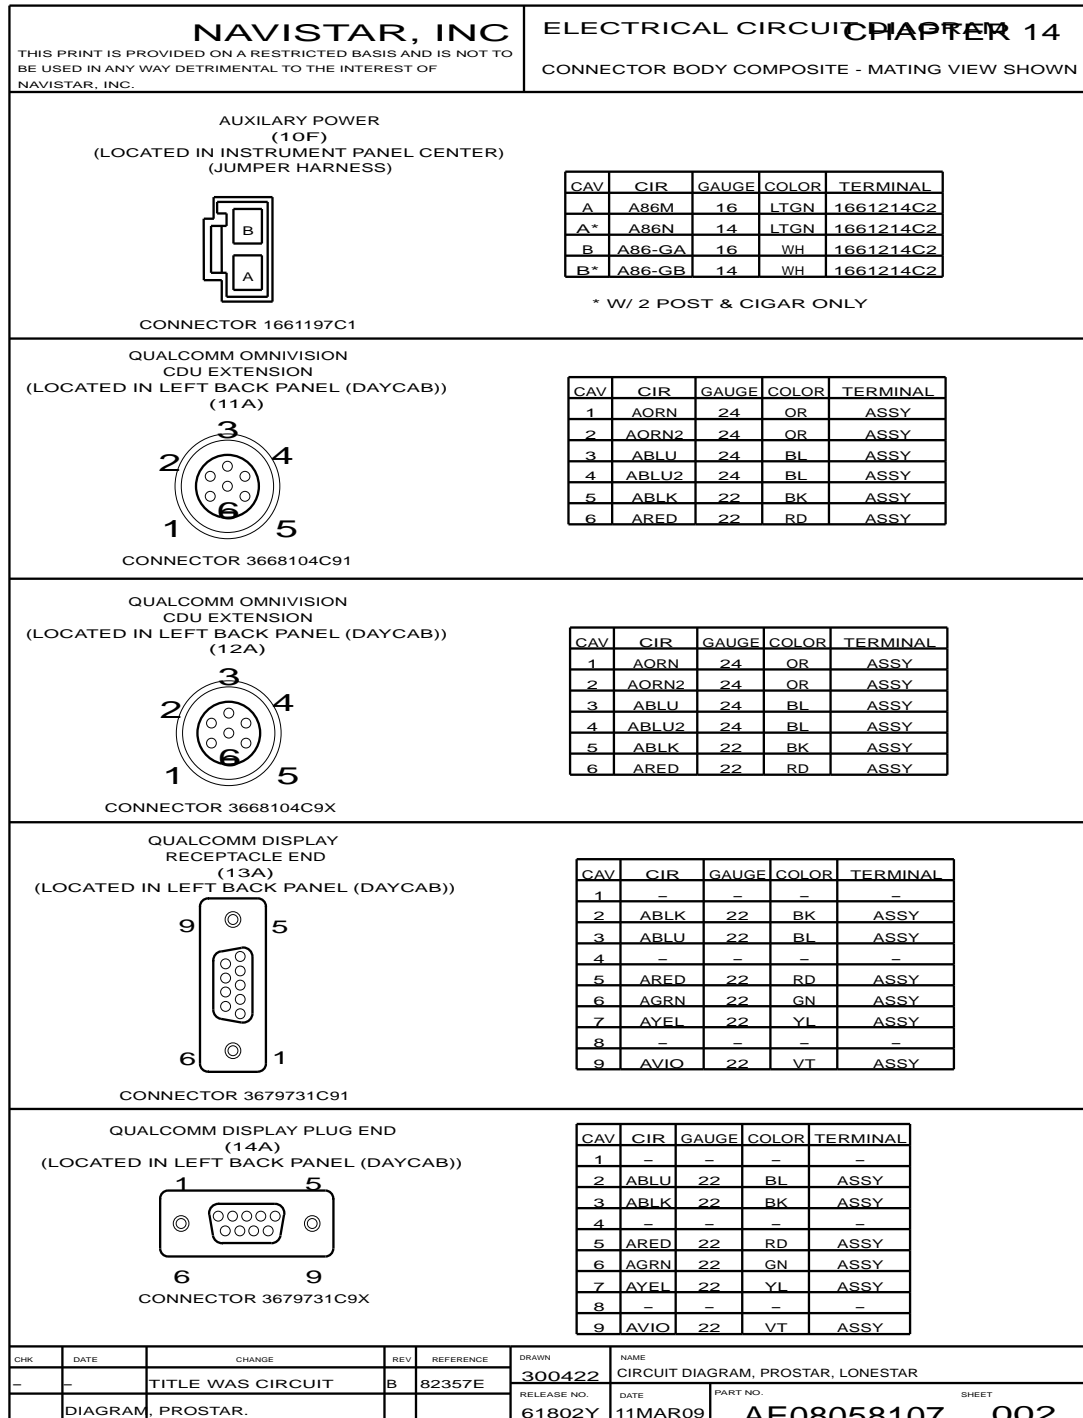 NAVISTAR, INC
THIS PRINT IS PROVIDED ON A RESTRICTED BASIS AND IS NOT TO
BE USED IN ANY WAY DETRIMENTAL TO THE INTEREST OF
NAVISTAR, INC.
ELECTRICAL CIRCUIT DIAGRAM
CHAPTER 14
CONNECTOR BODY COMPOSITE - MATING VIEW SHOWN
AUXILARY POWER
(10F)
(LOCATED IN INSTRUMENT PANEL CENTER)
(JUMPER HARNESS)
B
A
CONNECTOR 1661197C1
CAV CIR GAUGE COLOR TERMINAL
A A86M 16 LTGN 1661214C2
A* A86N 14 LTGN 1661214C2
B A86-GA 16 WH 1661214C2
B* A86-GB 14 WH 1661214C2
* W/ 2 POST & CIGAR ONLY
QUALCOMM OMNIVISION
CDU EXTENSION
(LOCATED IN LEFT BACK PANEL (DAYCAB))
(11A)
3
2 4
6
1 5
CONNECTOR 3668104C91
CAV CIR GAUGE COLOR TERMINAL
1 AORN 24 OR ASSY
2 AORN2 24 OR ASSY
3 ABLU 24 BL ASSY
4 ABLU2 24 BL ASSY
5 ABLK 22 BK ASSY
6 ARED 22 RD ASSY
QUALCOMM OMNIVISION
CDU EXTENSION
(LOCATED IN LEFT BACK PANEL (DAYCAB))
(12A)
3
2 4
6
1 5
CONNECTOR 3668104C9X
CAV CIR GAUGE COLOR TERMINAL
1 AORN 24 OR ASSY
2 AORN2 24 OR ASSY
3 ABLU 24 BL ASSY
4 ABLU2 24 BL ASSY
5 ABLK 22 BK ASSY
6 ARED 22 RD ASSY
QUALCOMM DISPLAY
RECEPTACLE END
(13A)
(LOCATED IN LEFT BACK PANEL (DAYCAB))
9 5
6 1
CONNECTOR 3679731C91
CAV CIR GAUGE COLOR TERMINAL
1 – – – –
2 ABLK 22 BK ASSY
3 ABLU 22 BL ASSY
4 – – – –
5 ARED 22 RD ASSY
6 AGRN 22 GN ASSY
7 AYEL 22 YL ASSY
8 – – – –
9 AVIO 22 VT ASSY
QUALCOMM DISPLAY PLUG END
(14A)
(LOCATED IN LEFT BACK PANEL (DAYCAB))
1 5
6 9
CONNECTOR 3679731C9X
CAV CIR GAUGE COLOR TERMINAL
1 – – – –
2 ABLU 22 BL ASSY
3 ABLK 22 BK ASSY
4 – – – –
5 ARED 22 RD ASSY
6 AGRN 22 GN ASSY
7 AYEL 22 YL ASSY
8 – – – –
9 AVIO 22 VT ASSY
CHK DATE CHANGE REV REFERENCE
– – TITLE WAS CIRCUIT B 82357E
DIAGRAM, PROSTAR.
DRAWN
300422
NAME
CIRCUIT DIAGRAM, PROSTAR, LONESTAR
RELEASE NO.
61802Y
DATE
11MAR09
PART NO.
AE08058107
SHEET
002